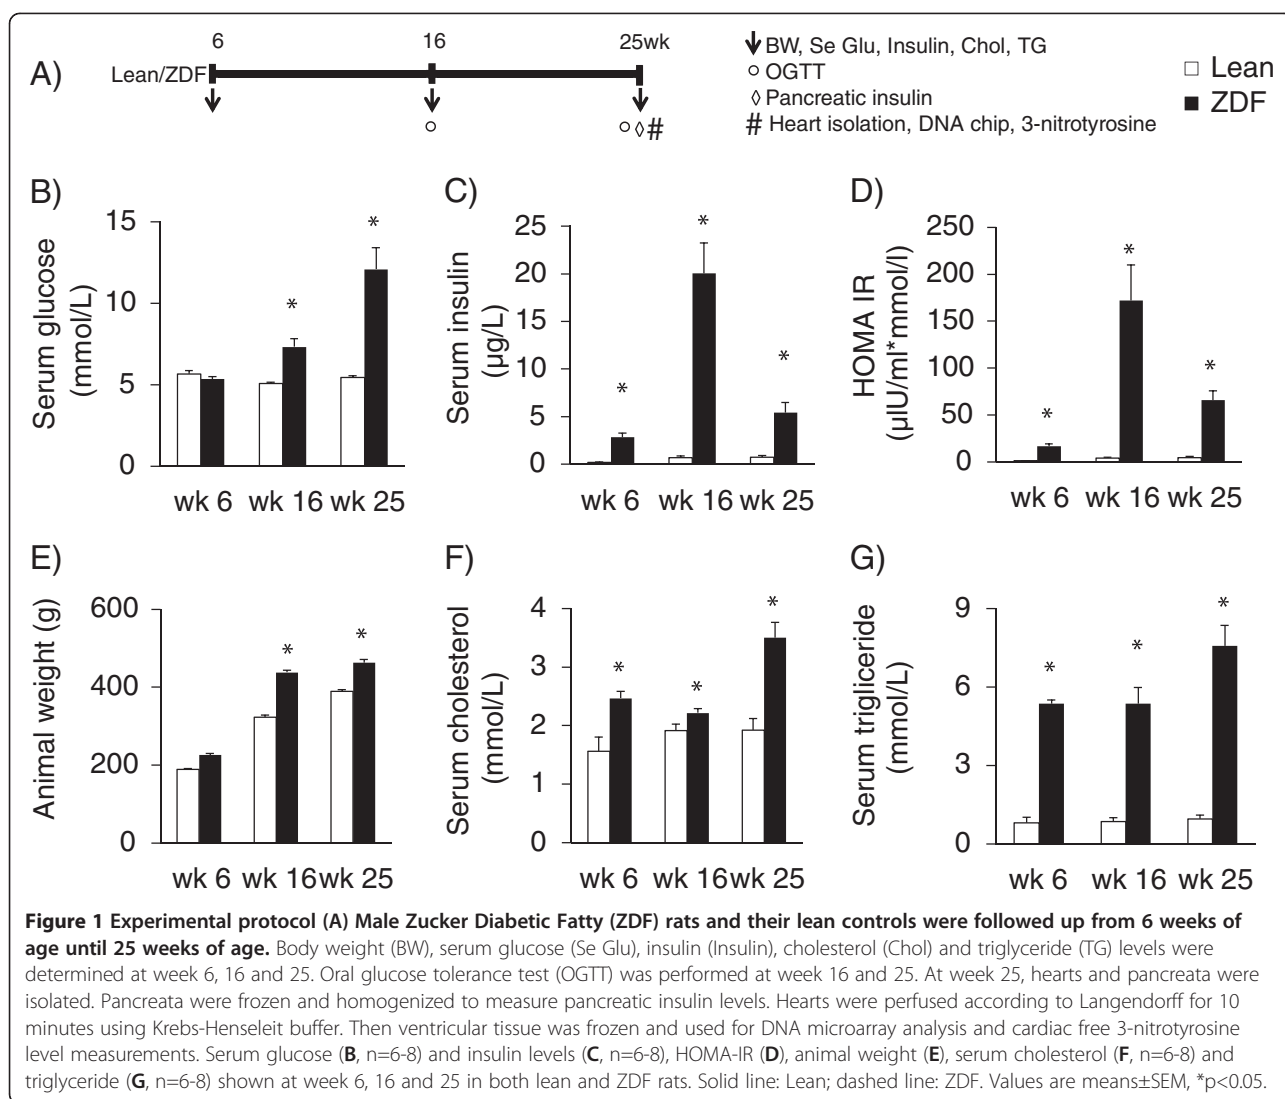 A)
6 16 25wk
Lean/ZDF
BW, Se Glu, Insulin, Chol, TG
OGTT
Pancreatic insulin
# Heart isolation, DNA chip, 3-nitrotyrosine
#
Lean
ZDF
B)
Serum glucose
(mmol/L)
15
*
10
*
5
0
wk 6 wk 16 wk 25
C)
Serum insulin
(µg/L)
25
*
20
15
10
*
5
*
0
wk 6 wk 16 wk 25
D)
HOMA IR
(µIU/ml*mmol/l)
250
*
200
150
100
*
50
*
0
wk 6 wk 16 wk 25
E)
Animal weight (g)
600
* *
400
200
0
wk 6 wk 16 wk 25
F)
Serum cholesterol
(mmol/L)
4
*
3
* *
2
1
0
wk 6 wk 16 wk 25
G)
Serum trigliceride
(mmol/L)
9
*
* *
6
3
0
wk 6 wk 16 wk 25
Figure 1 Experimental protocol (A) Male Zucker Diabetic Fatty (ZDF) rats and their lean controls were followed up from 6 weeks of
age until 25 weeks of age. Body weight (BW), serum glucose (Se Glu), insulin (Insulin), cholesterol (Chol) and triglyceride (TG) levels were
determined at week 6, 16 and 25. Oral glucose tolerance test (OGTT) was performed at week 16 and 25. At week 25, hearts and pancreata were
isolated. Pancreata were frozen and homogenized to measure pancreatic insulin levels. Hearts were perfused according to Langendorff for 10
minutes using Krebs-Henseleit buffer. Then ventricular tissue was frozen and used for DNA microarray analysis and cardiac free 3-nitrotyrosine
level measurements. Serum glucose (B, n=6-8) and insulin levels (C, n=6-8), HOMA-IR (D), animal weight (E), serum cholesterol (F, n=6-8) and
triglyceride (G, n=6-8) shown at week 6, 16 and 25 in both lean and ZDF rats. Solid line: Lean; dashed line: ZDF. Values are means±SEM, *p<0.05.